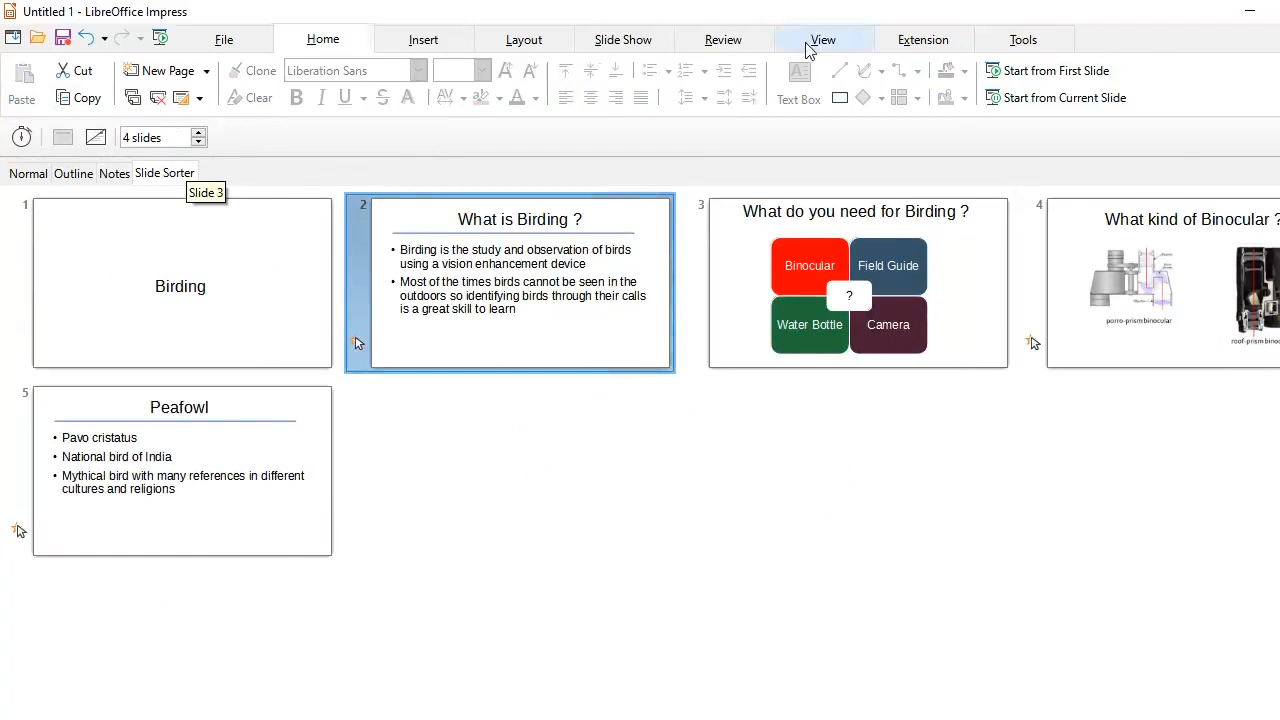 Untitled 1 - LibreOffice Impress
File Home Insert Layout Slide Show Review View Extension Tools
Paste Cut Copy New Page Clone Clear Liberation Sans Text Box Start from First Slide Start from Current Slide
4 slides
Normal Outline Notes Slide Sorter
Slide 3
1
Birding
2
What is Birding ?
• Birding is the study and observation of birds
using a vision enhancement device
• Most of the times birds cannot be seen in the
outdoors so identifying birds through their calls
is a great skill to learn
3
What do you need for Birding ?
Binocular Field Guide
?
Water Bottle Camera
4
What kind of Binocular ?
porro-prism binocular
roof-prism binoc
5
Peafowl
• Pavo cristatus
• National bird of India
• Mythical bird with many references in different
cultures and religions